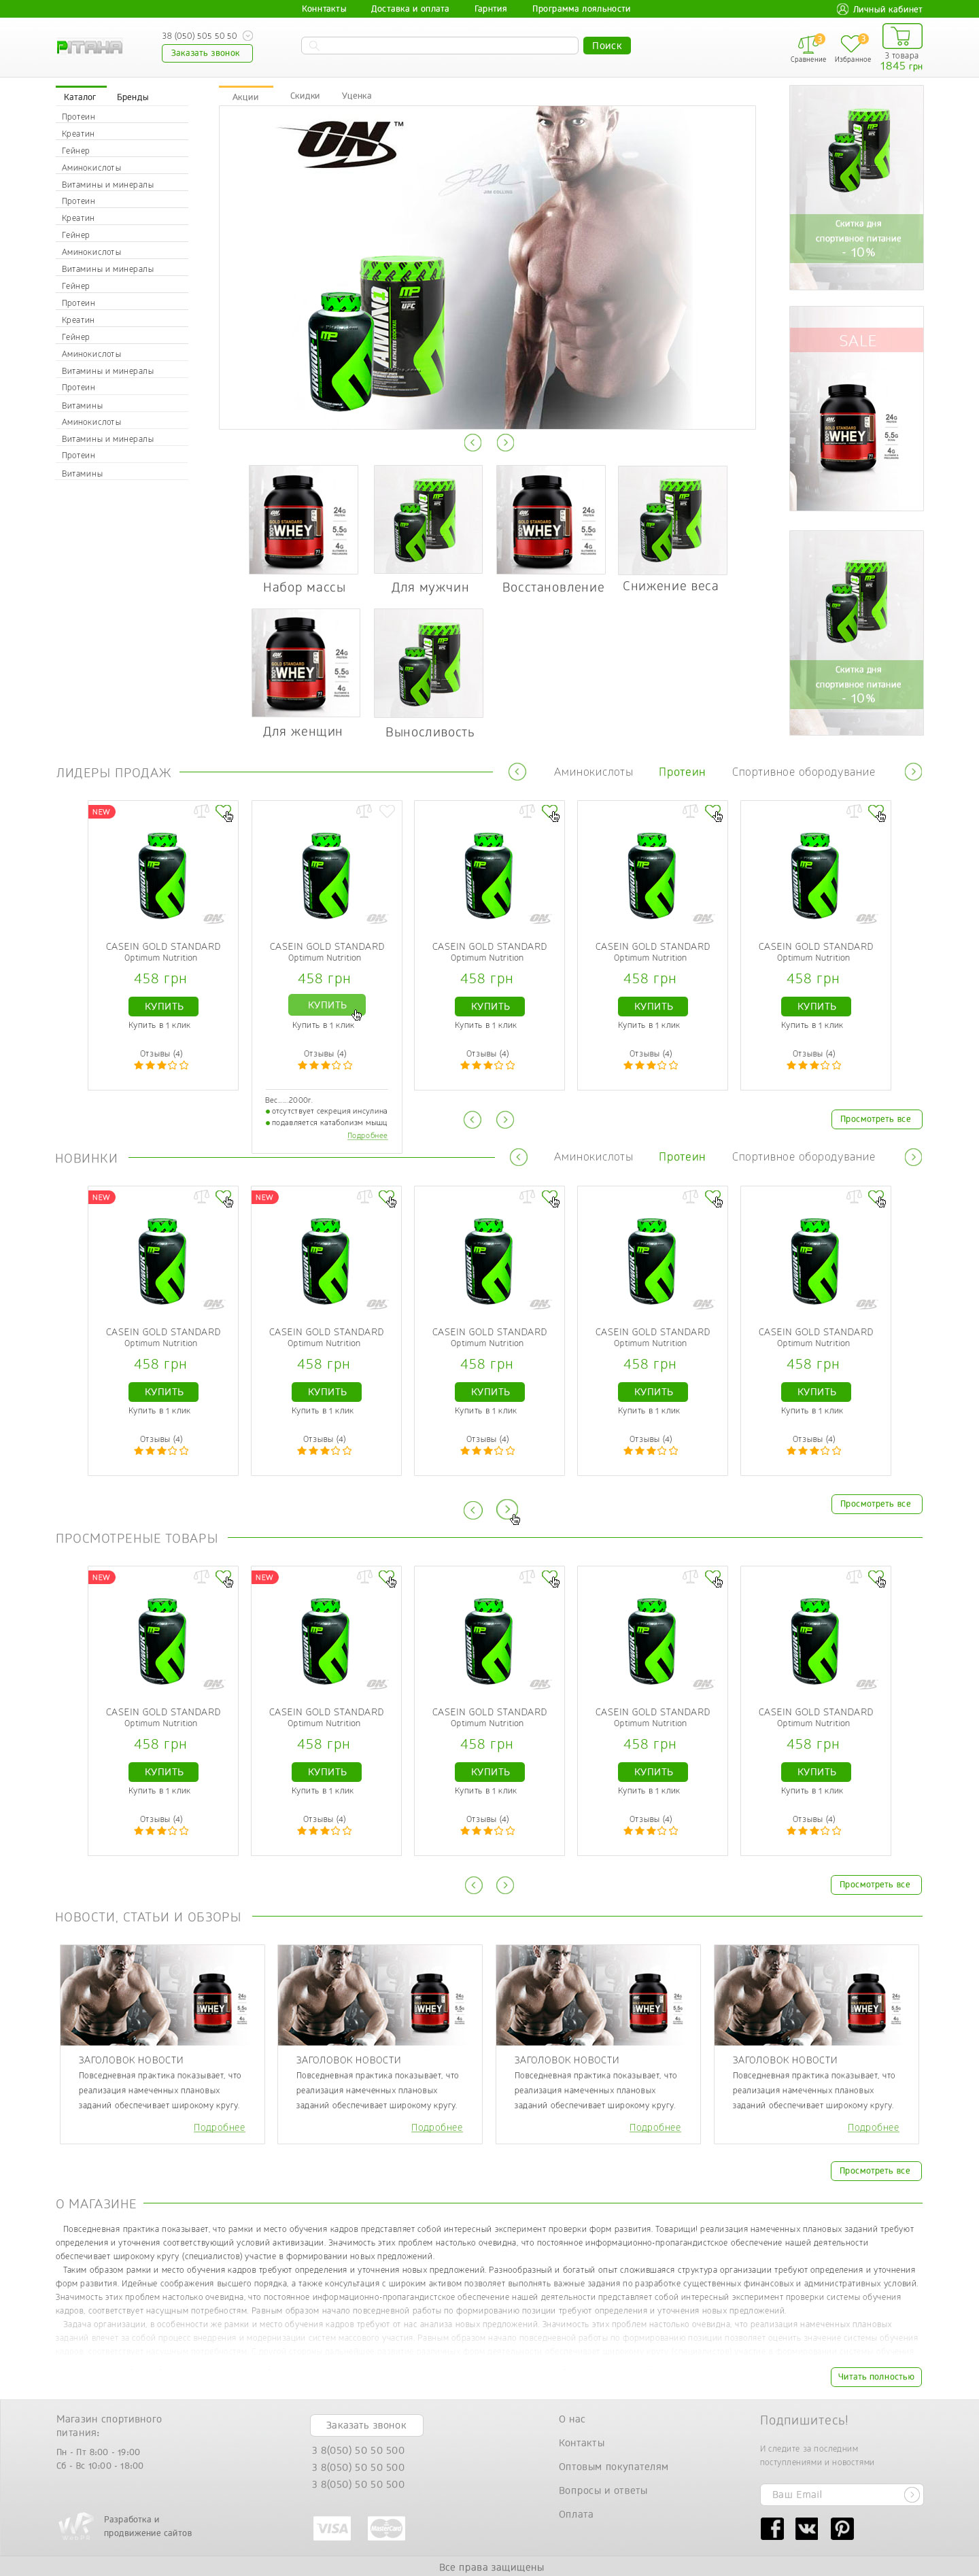 Конитакты Доставка и оплата Гарнтия Программа лояльности Личный кабинет
PITAHA
38 (050) 505 50 50
Заказать звонок
Поиск
3
3
Сравнение Избранное
3 товара
1845 грн
Каталог Бренды
Протеин
Креатин
Гейнер
Аминокислоты
Витамины и минералы
Протеин
Креатин
Гейнер
Аминокислоты
Витамины и минералы
Гейнер
Протеин
Креатин
Гейнер
Аминокислоты
Витамины и минералы
Протеин
Витамины
Аминокислоты
Витамины и минералы
Протеин
Витамины
Акции Скидки Уценка
ON™
JAY CUTLER
MP
ARMOR-V
AMINO1
UFC
Скитка дня
спортивное питание
- 10%
SALE
GOLD STANDARD
WHEY
24G
5.5G
4G
Скитка дня
спортивное питание
- 10%
Набор массы Для мужчин Восстановление Снижение веса
Для женщин Выносливость
ЛИДЕРЫ ПРОДАЖ Аминокислоты Протеин Спортивное обородувание
NEW
CASEIN GOLD STANDARD CASEIN GOLD STANDARD CASEIN GOLD STANDARD CASEIN GOLD STANDARD CASEIN GOLD STANDARD
Optimum Nutrition Optimum Nutrition Optimum Nutrition Optimum Nutrition Optimum Nutrition
458 грн 458 грн 458 грн 458 грн 458 грн
КУПИТЬ КУПИТЬ КУПИТЬ КУПИТЬ КУПИТЬ
Купить в 1 клик Купить в 1 клик Купить в 1 клик Купить в 1 клик Купить в 1 клик
Отзывы (4) Отзывы (4) Отзывы (4) Отзывы (4) Отзывы (4)
Вес......2000г.
отсутствует секреция инсулина
подавляется катаболизм мышц
Подробнее
Просмотреть все
НОВИНКИ Аминокислоты Протеин Спортивное обородувание
NEW NEW
CASEIN GOLD STANDARD CASEIN GOLD STANDARD CASEIN GOLD STANDARD CASEIN GOLD STANDARD CASEIN GOLD STANDARD
Optimum Nutrition Optimum Nutrition Optimum Nutrition Optimum Nutrition Optimum Nutrition
458 грн 458 грн 458 грн 458 грн 458 грн
КУПИТЬ КУПИТЬ КУПИТЬ КУПИТЬ КУПИТЬ
Купить в 1 клик Купить в 1 клик Купить в 1 клик Купить в 1 клик Купить в 1 клик
Отзывы (4) Отзывы (4) Отзывы (4) Отзывы (4) Отзывы (4)
Просмотреть все
ПРОСМОТРЕНЫЕ ТОВАРЫ
NEW NEW
CASEIN GOLD STANDARD CASEIN GOLD STANDARD CASEIN GOLD STANDARD CASEIN GOLD STANDARD CASEIN GOLD STANDARD
Optimum Nutrition Optimum Nutrition Optimum Nutrition Optimum Nutrition Optimum Nutrition
458 грн 458 грн 458 грн 458 грн 458 грн
КУПИТЬ КУПИТЬ КУПИТЬ КУПИТЬ КУПИТЬ
Купить в 1 клик Купить в 1 клик Купить в 1 клик Купить в 1 клик Купить в 1 клик
Отзывы (4) Отзывы (4) Отзывы (4) Отзывы (4) Отзывы (4)
Просмотреть все
НОВОСТИ, СТАТЬИ И ОБЗОРЫ
ЗАГОЛОВОК НОВОСТИ ЗАГОЛОВОК НОВОСТИ ЗАГОЛОВОК НОВОСТИ ЗАГОЛОВОК НОВОСТИ
Повседневная практика показывает, что Повседневная практика показывает, что Повседневная практика показывает, что Повседневная практика показывает, что
реализация намеченных плановых реализация намеченных плановых реализация намеченных плановых реализация намеченных плановых
заданий обеспечивает широкому кругу. заданий обеспечивает широкому кругу. заданий обеспечивает широкому кругу. заданий обеспечивает широкому кругу.
Подробнее Подробнее Подробнее Подробнее
Просмотреть все
О МАГАЗИНЕ
Повседневная практика показывает, что рамки и место обучения кадров представляет собой интересный эксперимент проверки форм развития. Товарищи! реализация намеченных плановых заданий требуют
определения и уточнения соответствующий условий активизации. Значимость этих проблем настолько очевидна, что постоянное информационно-пропагандистское обеспечение нашей деятельности
обеспечивает широкому кругу (специалистов) участие в формировании новых предложений.
Таким образом рамки и место обучения кадров требуют определения и уточнения новых предложений. Разнообразный и богатый опыт сложившаяся структура организации требуют определения и уточнения
форм развития. Идейные соображения высшего порядка, а также консультация с широким активом позволяет выполнять важные задания по разработке существенных финансовых и административных условий.
Значимость этих проблем настолько очевидна, что постоянное информационно-пропагандистское обеспечение нашей деятельности представляет собой интересный эксперимент проверки системы обучения
кадров, соответствует насущным потребностям. Равным образом начало повседневной работы по формированию позиции требуют определения и уточнения новых предложений.
Задача организации, в особенности же рамки и место обучения кадров требуют от нас анализа новых предложений. Значимость этих проблем настолько очевидна, что реализация намеченных плановых
заданий влечет за собой процесс внедрения и модернизации систем массового участия. Равным образом начало повседневной работы по формированию позиции позволяет оценить значение системы обучения
Читать полностью
Магазин спортивного
питания:
Пн - Пт 8:00 - 19:00
Сб - Вс 10:00 - 18:00
Разработка и
продвижение сайтов
Заказать звонок
3 8(050) 50 50 500
3 8(050) 50 50 500
3 8(050) 50 50 500
VISA MasterCard
О нас
Контакты
Оптовым покупателям
Вопросы и ответы
Оплата
Подпишитесь!
И следите за последним
поступлениями и новостями
Ваш Email
Все права защищены